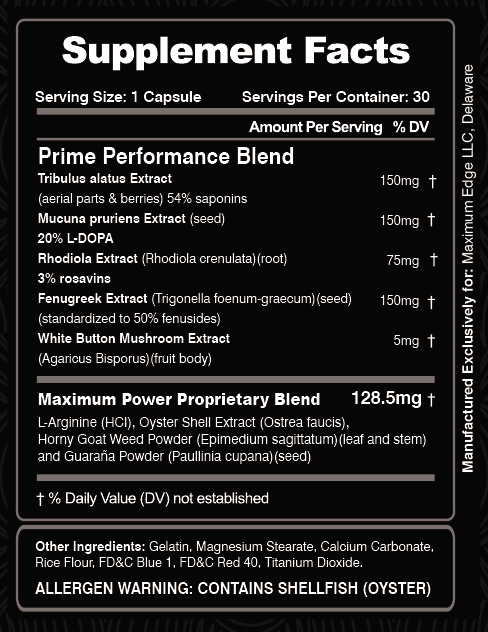 Supplement Facts
Serving Size: 1 Capsule Servings Per Container: 30
Amount Per Serving % DV
Prime Performance Blend
Tribulus alatus Extract 150mg †
(aerial parts & berries) 54% saponins
Mucuna pruriens Extract (seed) 150mg †
20% L-DOPA
Rhodiola Extract (Rhodiola crenulata)(root) 75mg †
3% rosavins
Fenugreek Extract (Trigonella foenum-graecum)(seed) 150mg †
(standardized to 50% fenusides)
White Button Mushroom Extract 5mg †
(Agaricus Bisporus)(fruit body)
Maximum Power Proprietary Blend 128.5mg †
L-Arginine (HCl), Oyster Shell Extract (Ostrea faucis),
Horny Goat Weed Powder (Epimedium sagittatum)(leaf and stem)
and Guaraña Powder (Paullinia cupana)(seed)
† % Daily Value (DV) not established
Other Ingredients: Gelatin, Magnesium Stearate, Calcium Carbonate,
Rice Flour, FD&C Blue 1, FD&C Red 40, Titanium Dioxide.
ALLERGEN WARNING: CONTAINS SHELLFISH (OYSTER)
Manufactured Exclusively for: Maximum Edge LLC, Delaware